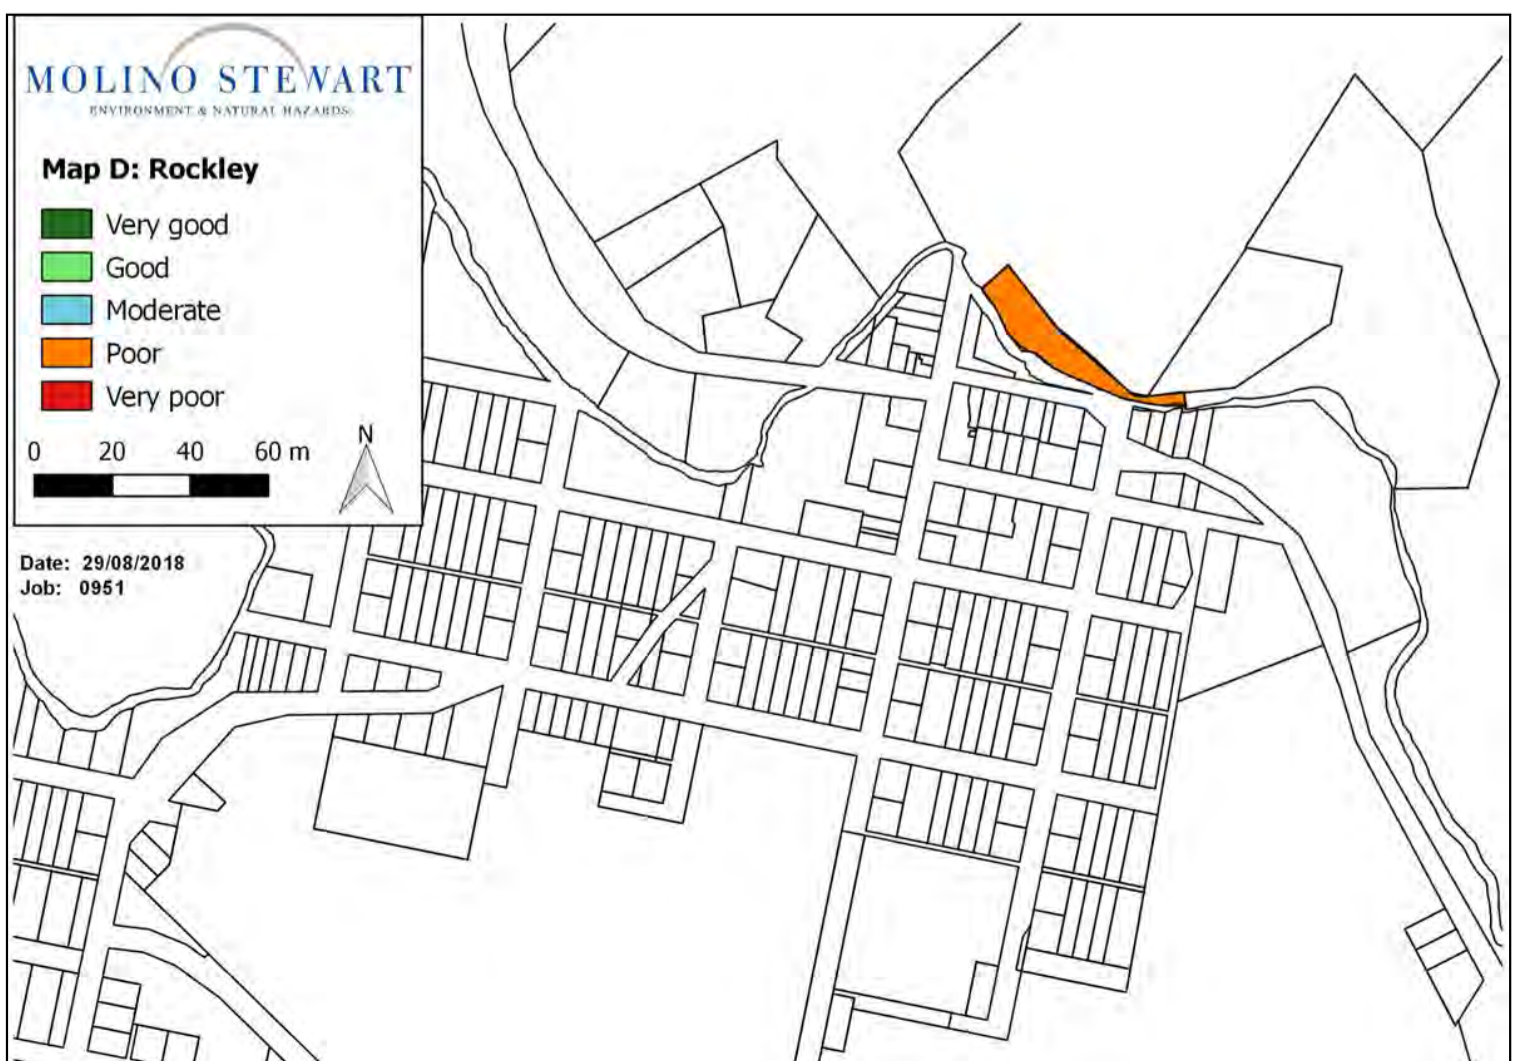 MOLINO STEWART
ENVIRONMENT & NATURAL HAZARDS
Map D: Rockley
Very good
Good
Moderate
Poor
Very poor
0 20 40 60 m
N
Date: 29/08/2018
Job: 0951